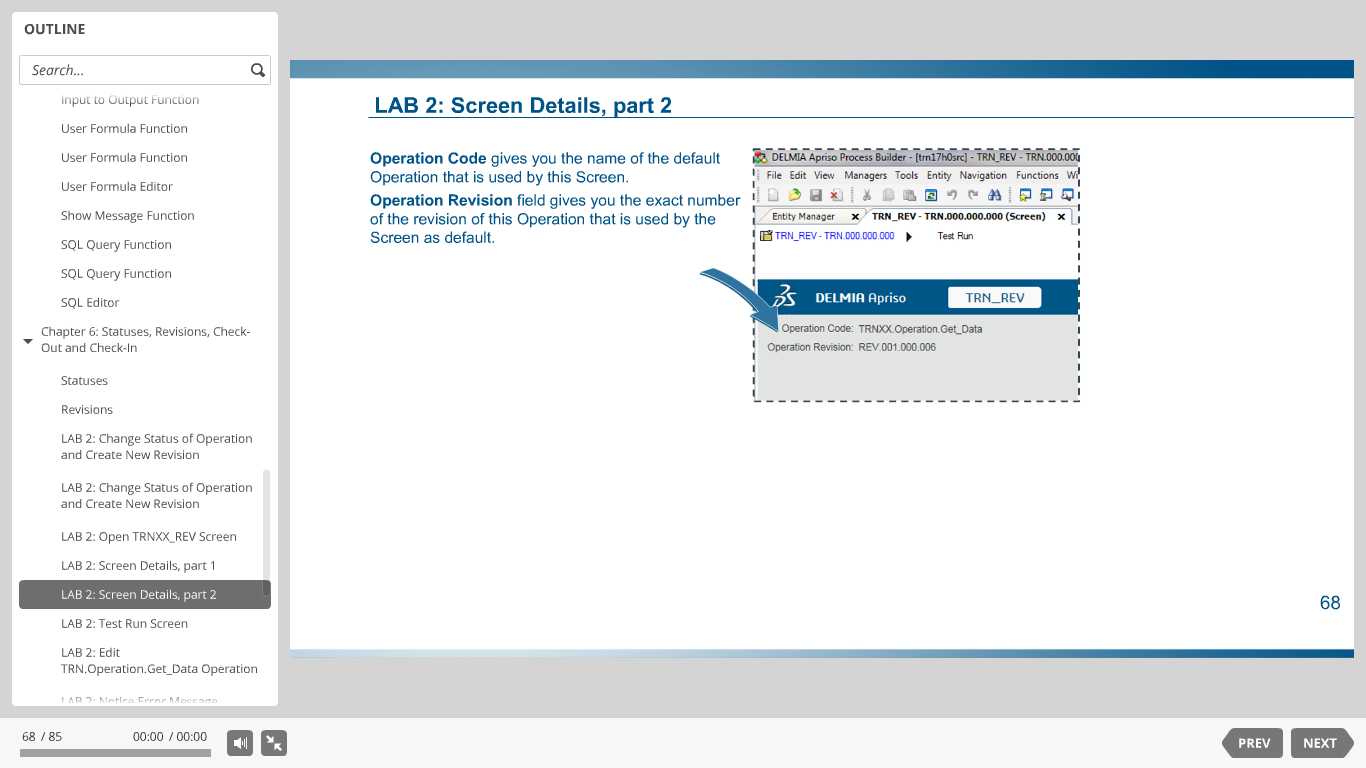 OUTLINE
Search...
Input to Output Function
User Formula Function
User Formula Function
User Formula Editor
Show Message Function
SQL Query Function
SQL Query Function
SQL Editor
Chapter 6: Statuses, Revisions, Check-
Out and Check-In
Statuses
Revisions
LAB 2: Change Status of Operation
and Create New Revision
LAB 2: Change Status of Operation
and Create New Revision
LAB 2: Open TRNXX_REV Screen
LAB 2: Screen Details, part 1
LAB 2: Screen Details, part 2
LAB 2: Test Run Screen
LAB 2: Edit
TRN.Operation.Get_Data Operation
LAB 2: Notice Error Message
LAB 2: Screen Details, part 2
Operation Code gives you the name of the default
Operation that is used by this Screen.
Operation Revision field gives you the exact number
of the revision of this Operation that is used by the
Screen as default.
DELMIA Apriso Process Builder - [trn17h0src] - TRN_REV - TRN.000.000
File Edit View Managers Tools Entity Navigation Functions Wi
Entity Manager TRN_REV - TRN.000.000.000 (Screen)
TRN_REV - TRN.000.000.000 Test Run
DELMIA Apriso TRN_REV
Operation Code: TRNXX.Operation.Get_Data
Operation Revision: REV.001.000.006
68
68 / 85 00:00 / 00:00
PREV NEXT